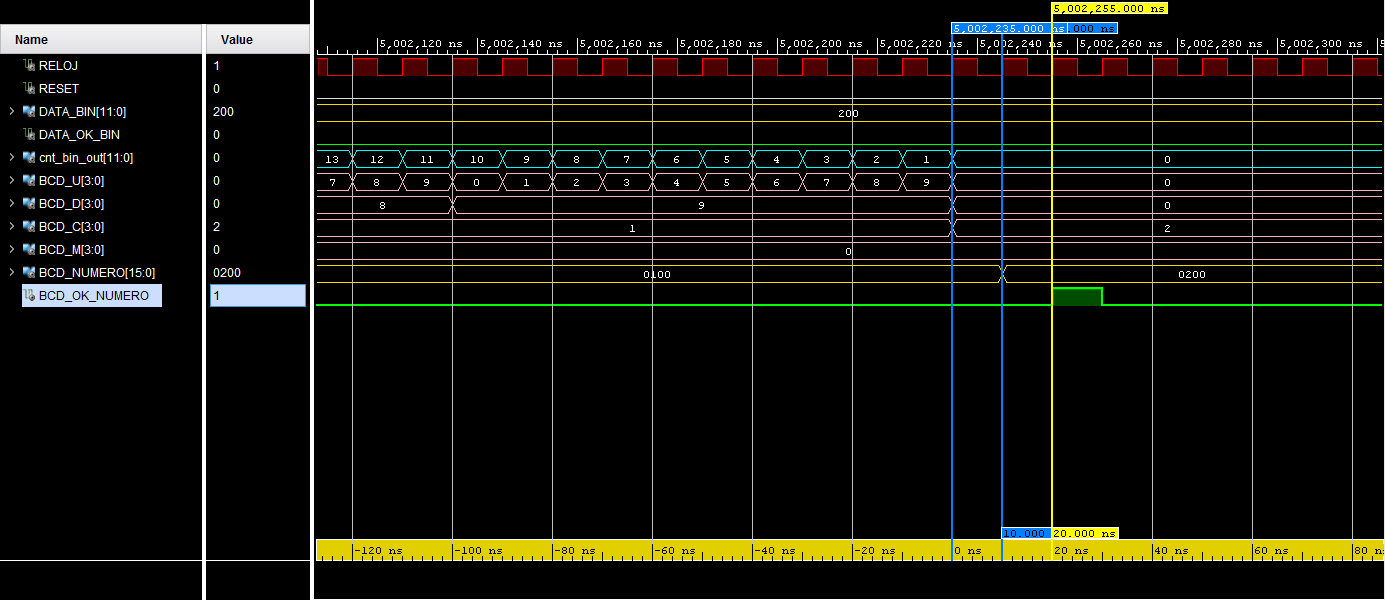 5,002,255.000 ns
5,002,235.000 ns
000 ns
Name Value
5,002,120 ns 5,002,140 ns 5,002,160 ns 5,002,180 ns 5,002,200 ns 5,002,220 ns 5,002,240 ns 5,002,260 ns 5,002,280 ns 5,002,300 ns
RELOJ 1
RESET 0
DATA_BIN[11:0] 200 200
DATA_OK_BIN 0
cnt_bin_out[11:0] 0 13 12 11 10 9 8 7 6 5 4 3 2 1 0
BCD_U[3:0] 0 7 8 9 0 1 2 3 4 5 6 7 8 9 0
BCD_D[3:0] 0 8 9 0
BCD_C[3:0] 2 1 2
BCD_M[3:0] 0 0
BCD_NUMERO[15:0] 0200 0100 0200
BCD_OK_NUMERO 1
10.000 20.000 ns
-120 ns -100 ns -80 ns -60 ns -40 ns -20 ns 0 ns 20 ns 40 ns 60 ns 80